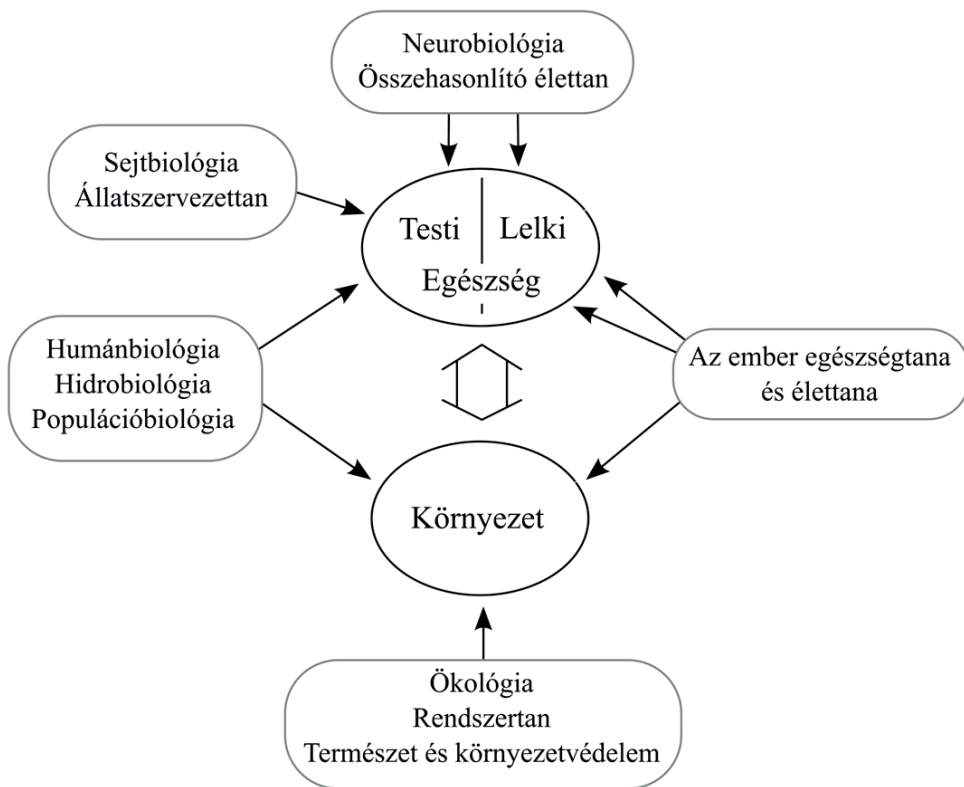 Neurobiológia
Összehasonlító élettan
Sejtbiológia
Állatszervezettan
Testi
Lelki
Egészség
Humánbiológia
Hidrobiológia
Populációbiológia
Az ember egészségtana
és élettana
Környezet
Ökológia
Rendszertan
Természet és környezetvédelem